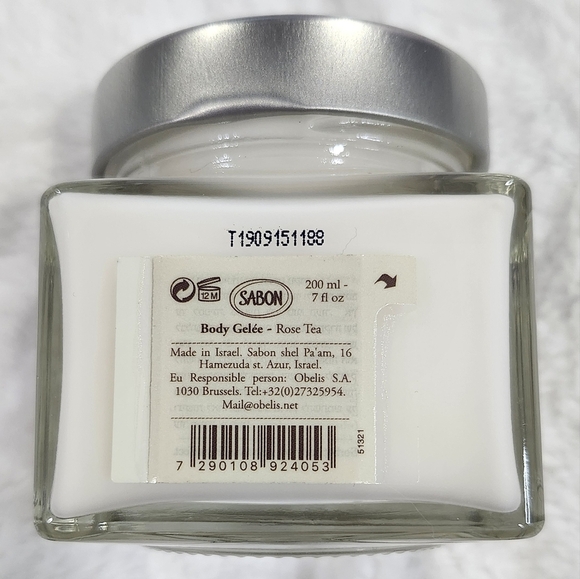 T1909151188
12 M
SABON
200 ml -
7 fl oz
Body Gelée - Rose Tea
Made in Israel. Sabon shel Pa'am, 16
Hamezuda st. Azur, Israel.
Eu Responsible person: Obelis S.A.
1030 Brussels. Tel:+32(0)27325954.
Mail@obelis.net
51321
7 290108 924053